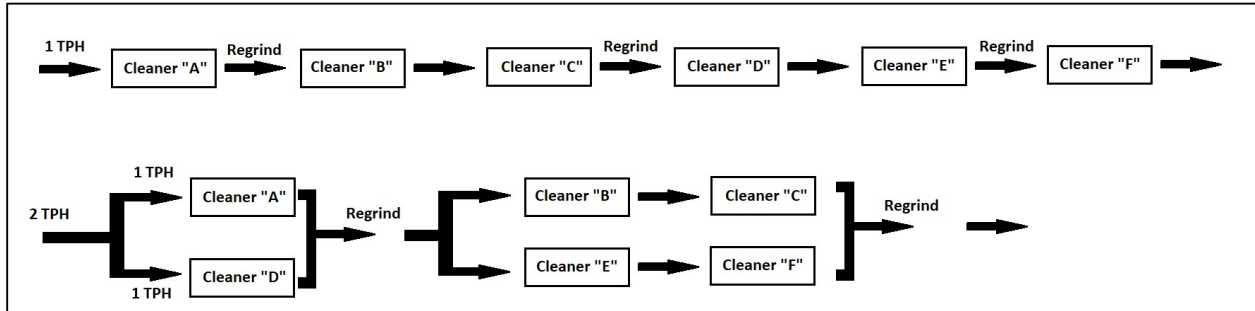 1 TPH
Cleaner "A"
Regrind
Cleaner "B"
Cleaner "C"
Regrind
Cleaner "D"
Cleaner "E"
Regrind
Cleaner "F"
2 TPH
1 TPH
Cleaner "A"
1 TPH
Cleaner "D"
Regrind
Cleaner "B"
Cleaner "C"
Cleaner "E"
Cleaner "F"
Regrind